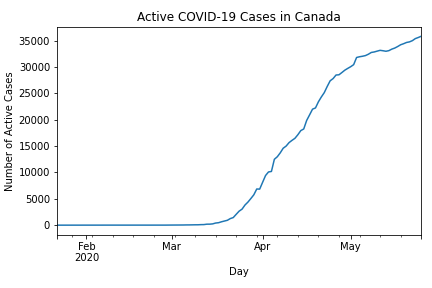 Active COVID-19 Cases in Canada
Number of Active Cases
35000
30000
25000
20000
15000
10000
5000
0
Feb
2020
Mar
Apr
May
Day